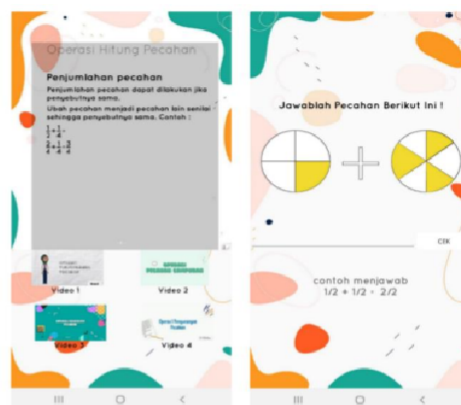 Operasi Hitung Pecahan
Penjumlahan pecahan
Penjumlahan pecahan dapat dilakukan jika
penyebutnya sama.
Ubah pecahan menjadi pecahan lain senilai
sehingga penyebutnya sama. Contoh :
Video 1
Video 2
Video 3
Video 4
Jawablah Pecahan Berikut Ini !
CEK
contoh menjawab
1/2 + 1/2 = 2/2